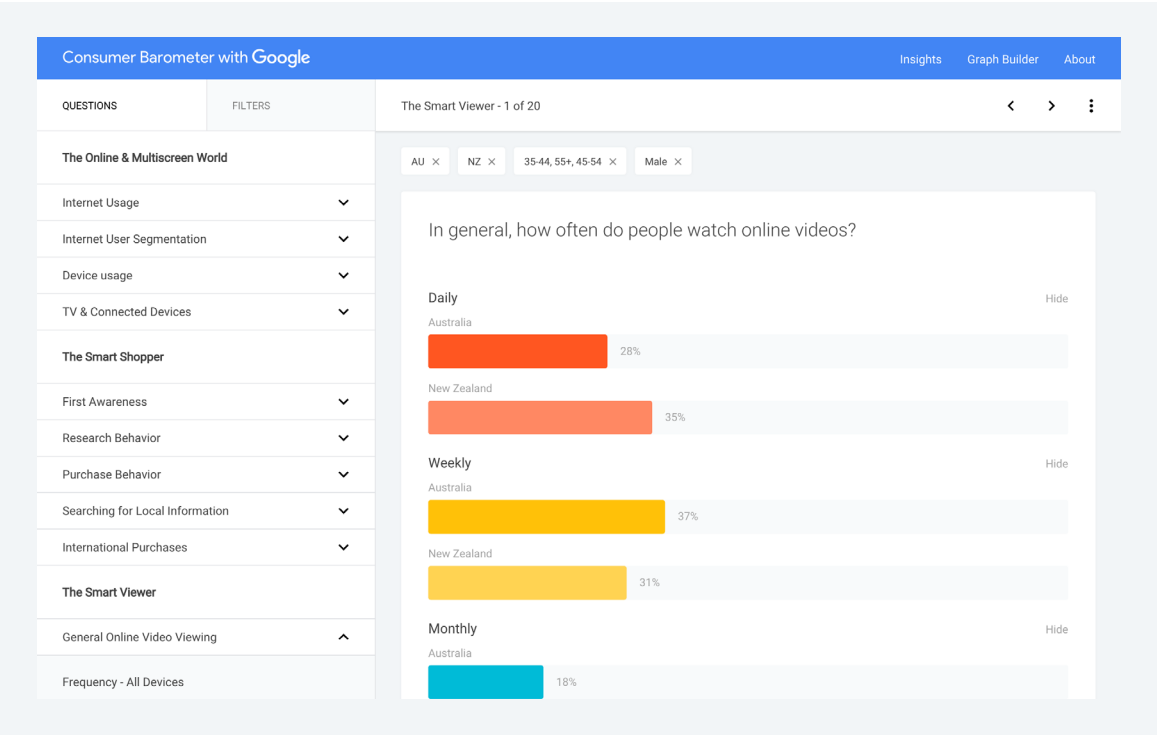 Consumer Barometer with Google
Insights Graph Builder About
QUESTIONS FILTERS
The Online & Multiscreen World
Internet Usage
Internet User Segmentation
Device usage
TV & Connected Devices
The Smart Shopper
First Awareness
Research Behavior
Purchase Behavior
Searching for Local Information
International Purchases
The Smart Viewer
General Online Video Viewing
Frequency - All Devices
The Smart Viewer - 1 of 20
AU × NZ × 35-44, 55+, 45-54 × Male ×
In general, how often do people watch online videos?
Daily Hide
Australia
28%
New Zealand
35%
Weekly Hide
Australia
37%
New Zealand
31%
Monthly Hide
Australia
18%